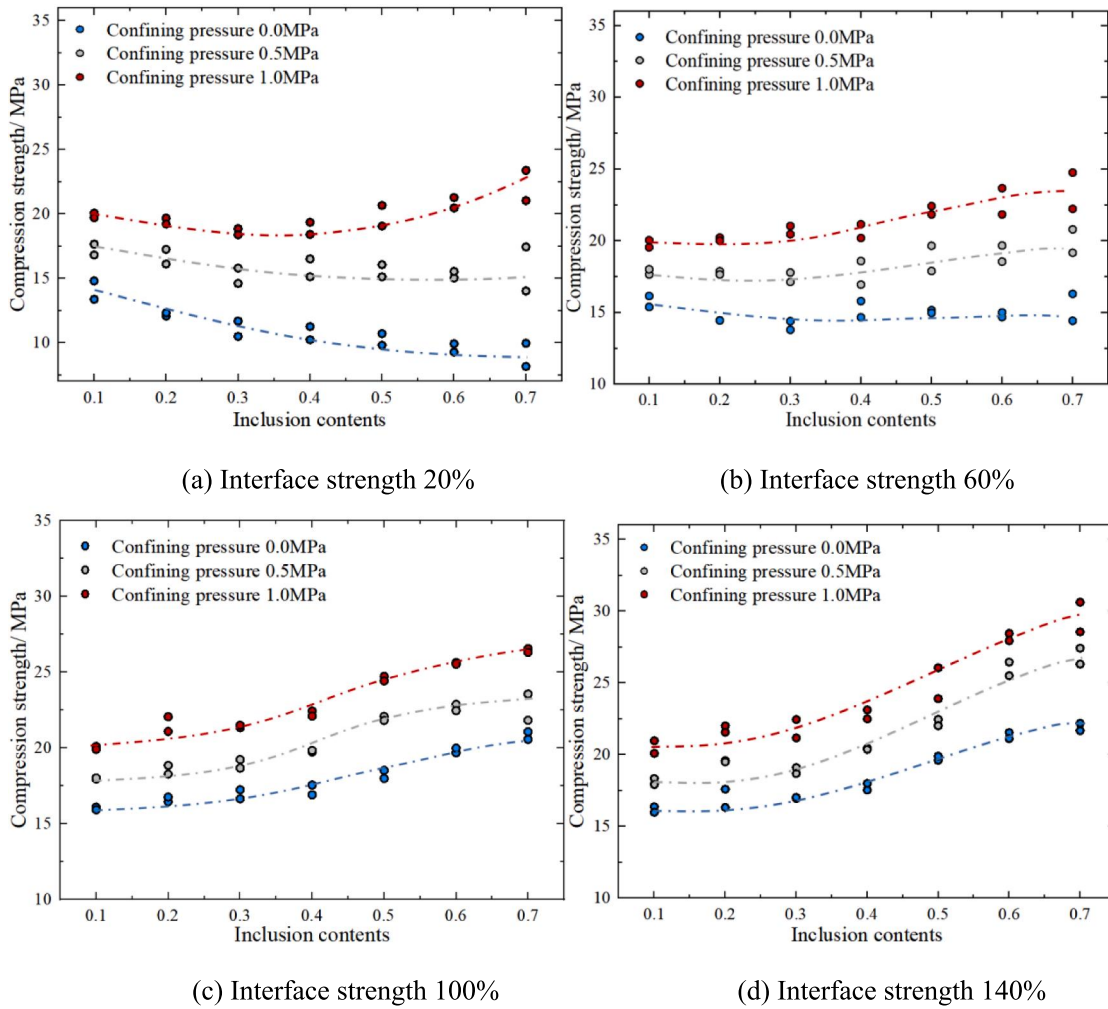 35
30
25
20
15
10
Compression strength/ MPa
Confining pressure 0.0MPa
Confining pressure 0.5MPa
Confining pressure 1.0MPa
0.1 0.2 0.3 0.4 0.5 0.6 0.7
Inclusion contents
(a) Interface strength 20%
35
30
25
20
15
10
Compression strength/ MPa
Confining pressure 0.0MPa
Confining pressure 0.5MPa
Confining pressure 1.0MPa
0.1 0.2 0.3 0.4 0.5 0.6 0.7
Inclusion contents
(b) Interface strength 60%
35
30
25
20
15
10
Compression strength/ MPa
Confining pressure 0.0MPa
Confining pressure 0.5MPa
Confining pressure 1.0MPa
0.1 0.2 0.3 0.4 0.5 0.6 0.7
Inclusion contents
(c) Interface strength 100%
35
30
25
20
15
10
Compression strength/ MPa
Confining pressure 0.0MPa
Confining pressure 0.5MPa
Confining pressure 1.0MPa
0.1 0.2 0.3 0.4 0.5 0.6 0.7
Inclusion contents
(d) Interface strength 140%